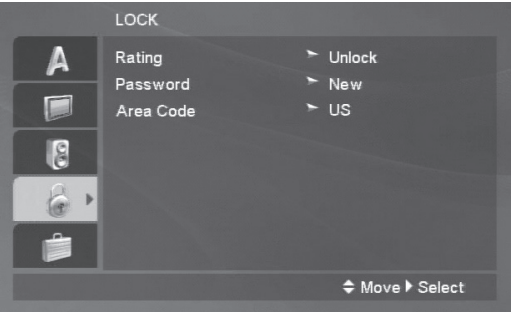 LOCK
A
Rating Unlock
Password New
Area Code US
Move Select